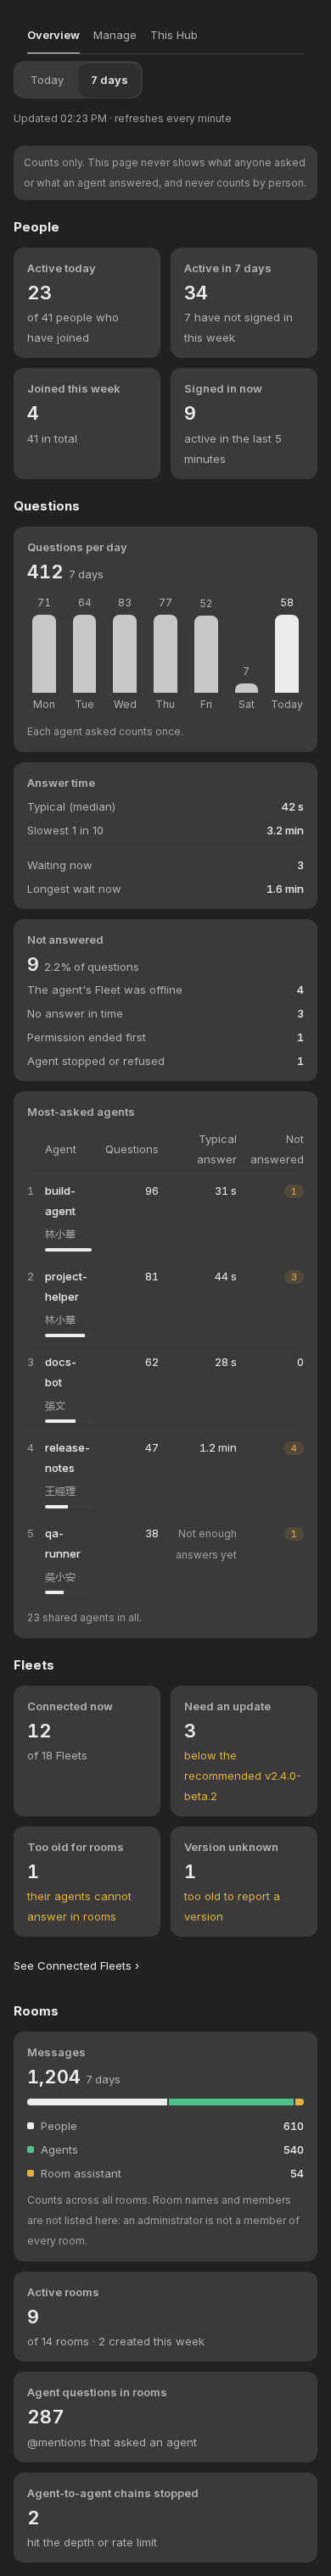 Overview Manage This Hub
Today 7 days
Updated 02:23 PM · refreshes every minute
Counts only. This page never shows what anyone asked
or what an agent answered, and never counts by person.
People
Active today
23
of 41 people who
have joined
Active in 7 days
34
7 have not signed in
this week
Joined this week
4
41 in total
Signed in now
9
active in the last 5
minutes
Questions
Questions per day
412 7 days
71 64 83 77 52 7 58
Mon Tue Wed Thu Fri Sat Today
Each agent asked counts once.
Answer time
Typical (median) 42 s
Slowest 1 in 10 3.2 min
Waiting now 3
Longest wait now 1.6 min
Not answered
9 2.2% of questions
The agent's Fleet was offline 4
No answer in time 3
Permission ended first 1
Agent stopped or refused 1
Most-asked agents
Agent Questions Typical answer Not answered
1 build-agent 96 31 s 1
林小華
2 project-helper 81 44 s 3
林小華
3 docs-bot 62 28 s 0
張文
4 release-notes 47 1.2 min 4
王經理
5 qa-runner 38 Not enough answers yet 1
吳小安
23 shared agents in all.
Fleets
Connected now
12
of 18 Fleets
Need an update
3
below the
recommended v2.4.0-
beta.2
Too old for rooms
1
their agents cannot
answer in rooms
Version unknown
1
too old to report a
version
See Connected Fleets ›
Rooms
Messages
1,204 7 days
People 610
Agents 540
Room assistant 54
Counts across all rooms. Room names and members
are not listed here: an administrator is not a member of
every room.
Active rooms
9
of 14 rooms · 2 created this week
Agent questions in rooms
287
@mentions that asked an agent
Agent-to-agent chains stopped
2
hit the depth or rate limit